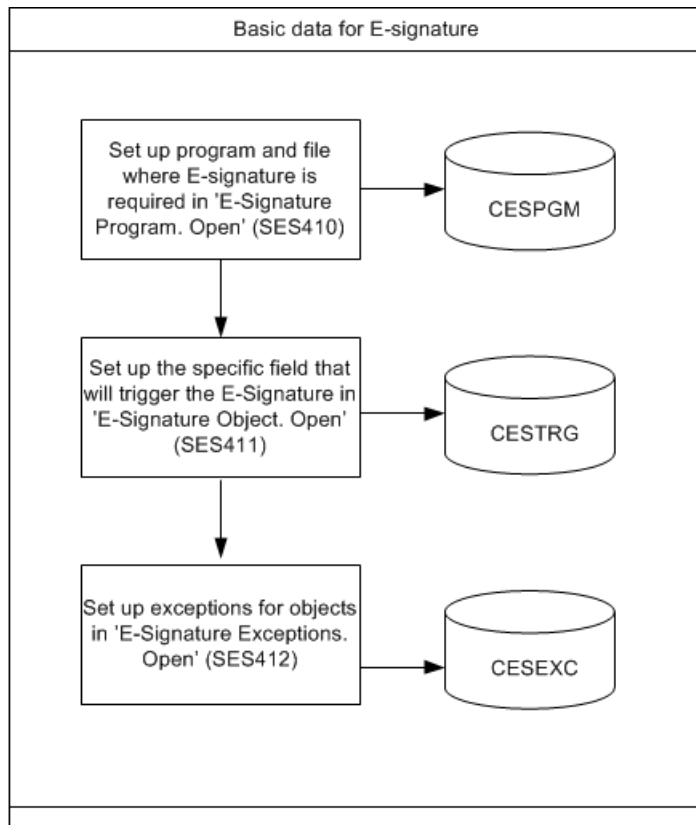 Basic data for E-signature
Set up program and file
where E-signature is
required in 'E-Signature
Program. Open’ (SES410)
CESPGM
Set up the specific field that
will trigger the E-Signature in
'E-Signature Object. Open’
(SES411)
CESTRG
Set up exceptions for objects
in 'E-Signature Exceptions.
Open’ (SES412)
CESEXC